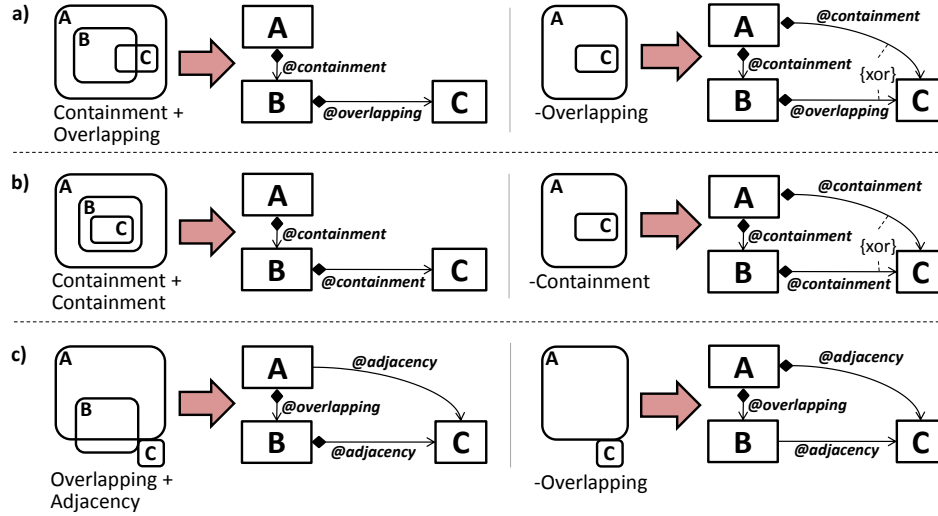 a)
A
B
C
Containment +
Overlapping
A
@containment
B
@overlapping
C
A
C
-Overlapping
A
@containment
@containment
{xor}
B
@overlapping
C
b)
A
B
C
Containment +
Containment
A
@containment
B
@containment
C
A
C
-Containment
A
@containment
@containment
{xor}
B
@containment
C
c)
A
B
C
Overlapping +
Adjacency
A
@adjacency
@overlapping
B
@adjacency
C
A
C
-Overlapping
A
@adjacency
@overlapping
B
@adjacency
C